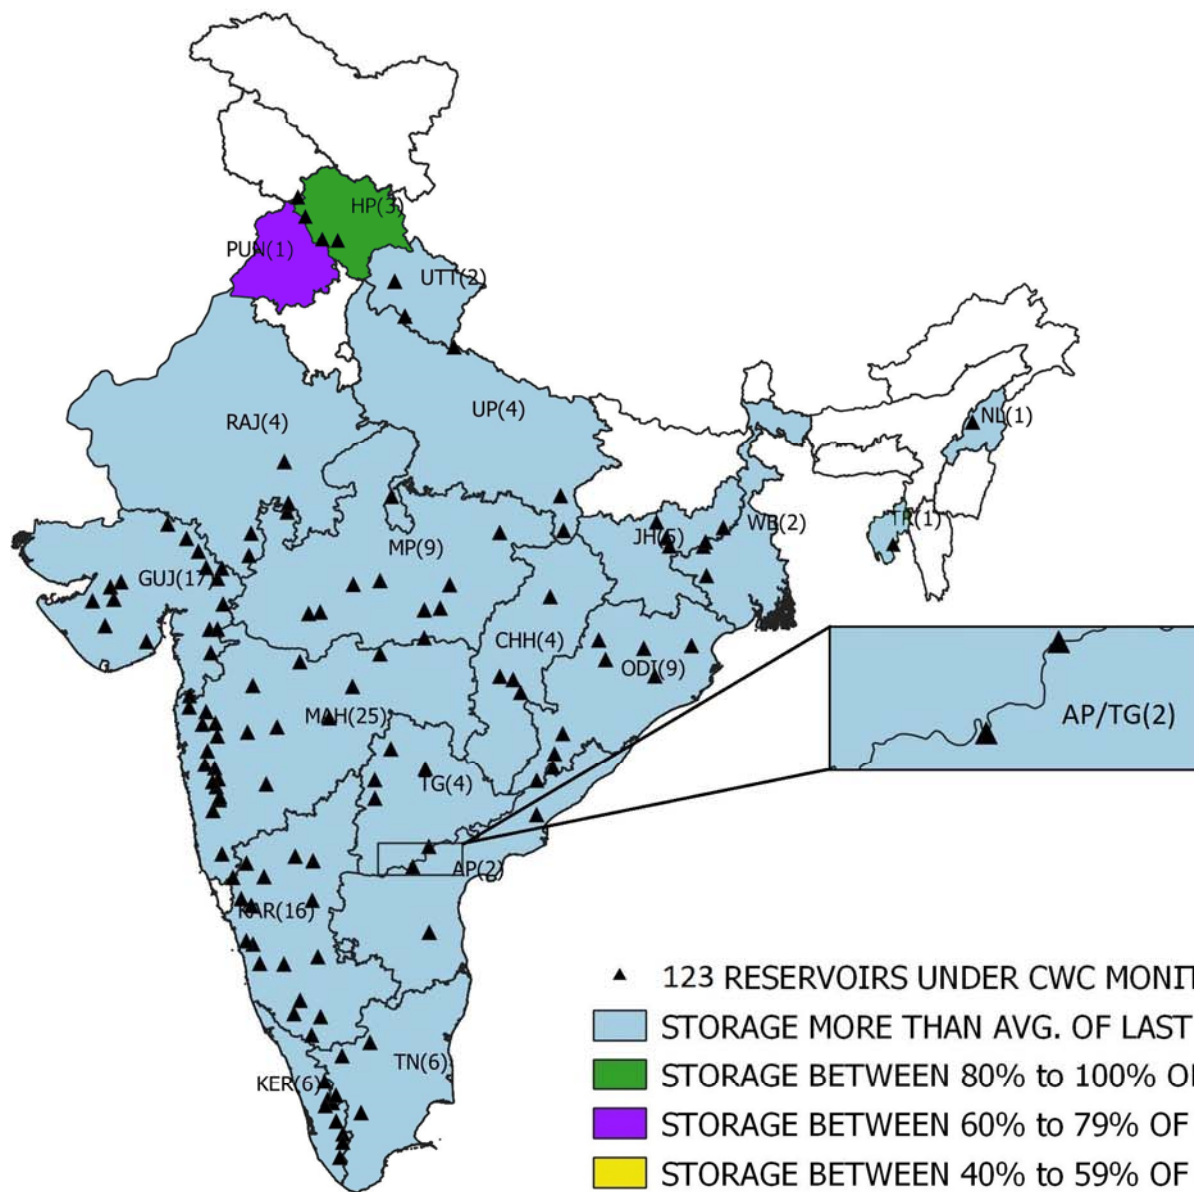 HP(3)
PUN(1)
UTT(2)
RAJ(4)
UP(4)
NL(1)
TR(1)
WB(2)
JH(5)
MP(9)
GUJ(17)
CHH(4)
ODI(9)
MAH(25)
AP/TG(2)
TG(4)
AP(2)
KAR(16)
TN(6)
KER(6)
123 RESERVOIRS UNDER CWC MONIT
STORAGE MORE THAN AVG. OF LAST
STORAGE BETWEEN 80% to 100% OF
STORAGE BETWEEN 60% to 79% OF
STORAGE BETWEEN 40% to 59% OF